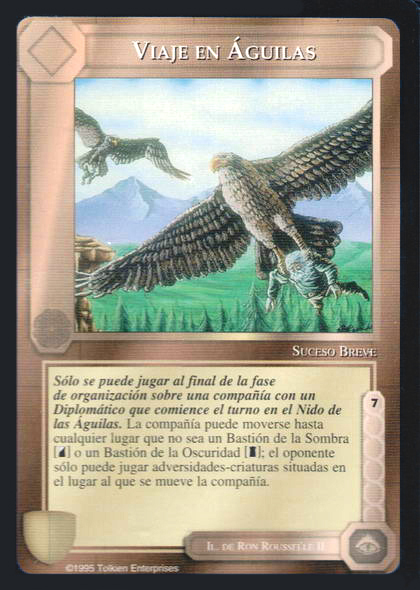 VIAJE EN ÁGUILAS
SUCESO BREVE
Sólo se puede jugar al final de la fase
de organización sobre una compañía con un
Diplomático que comience el turno en el Nido de
las Águilas. La compañía puede moverse hasta
cualquier lugar que no sea un Bastión de la Sombra
[] o un Bastión de la Oscuridad []; el oponente
sólo puede jugar adversidades-criaturas situadas en
el lugar al que se mueva la compañía.
7
IL. DE RON ROUSSELLE II
©1995 Tolkien Enterprises